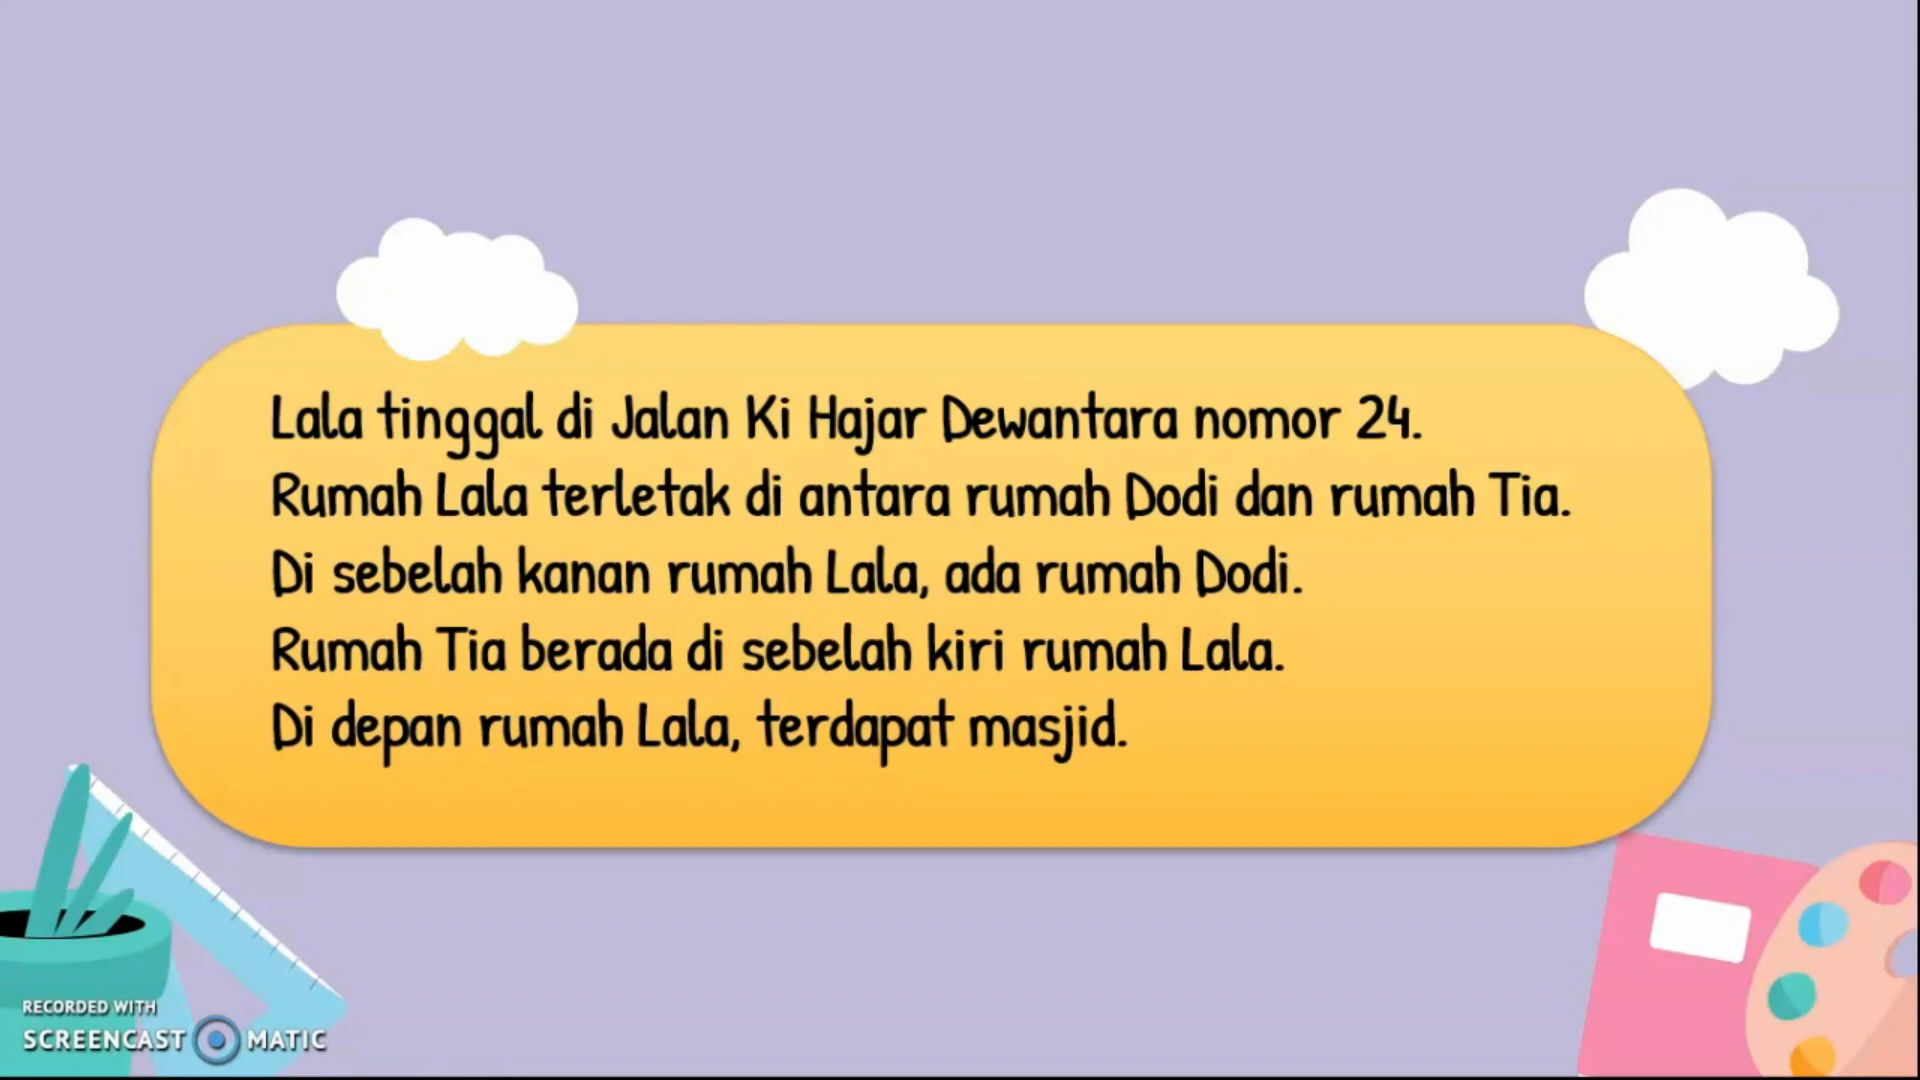 Lala tinggal di Jalan Ki Hajar Dewantara nomor 24.
Rumah Lala terletak di antara rumah Dodi dan rumah Tia.
Di sebelah kanan rumah Lala, ada rumah Dodi.
Rumah Tia berada di sebelah kiri rumah Lala.
Di depan rumah Lala, terdapat masjid.
RECORDED WITH
SCREENCAST MATIC